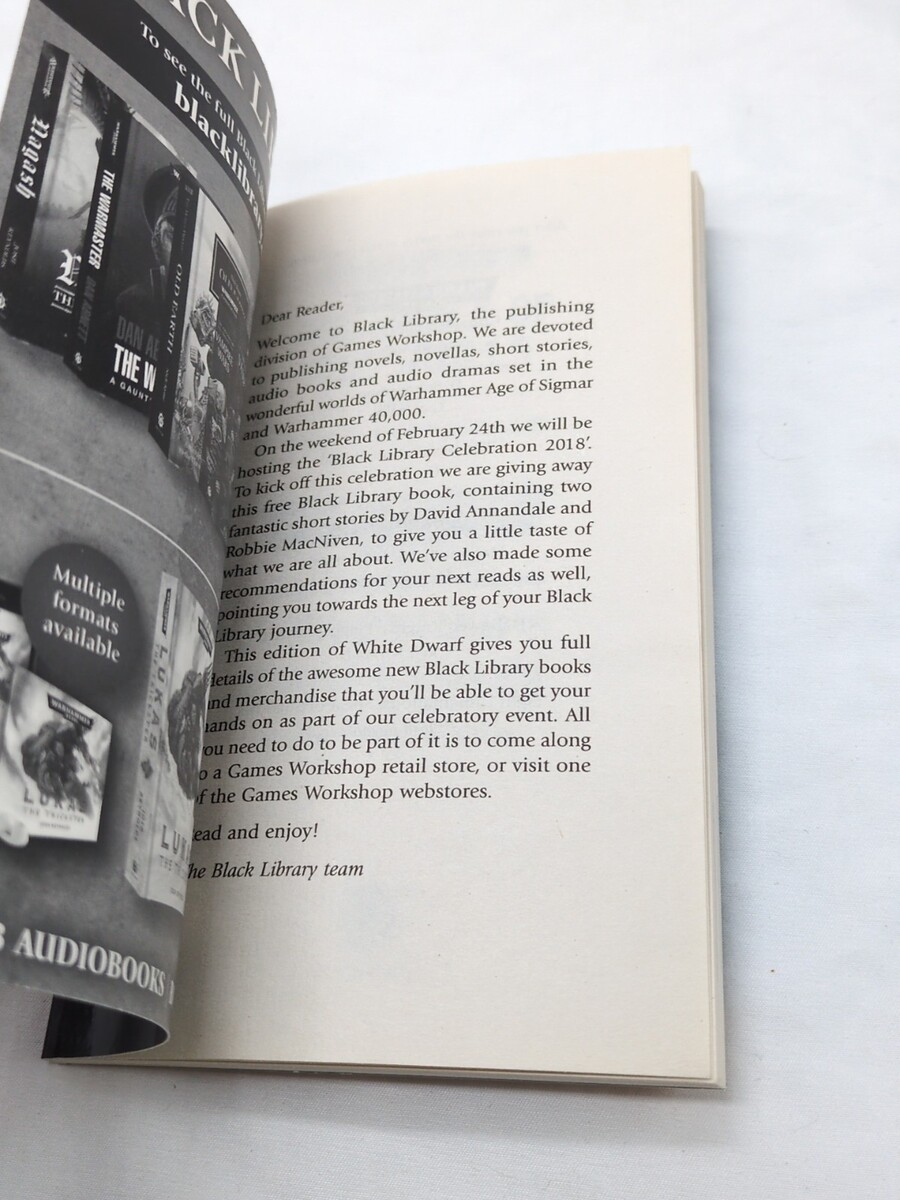 To see the full Black
blacklibra
Nagash
THE WARMASTER
DAN
OLD EARTH
DAN AB
THE W
A GAUNT
Multiple
formats
available
LUKAS
WARHAMMER
LUKA
THE TRICKSTER
LUK
AUDIOBOOKS
Dear Reader,
Welcome to Black Library, the publishing
division of Games Workshop. We are devoted
to publishing novels, novellas, short stories,
audio books and audio dramas set in the
wonderful worlds of Warhammer Age of Sigmar
and Warhammer 40,000.
On the weekend of February 24th we will be
hosting the ‘Black Library Celebration 2018’.
To kick off this celebration we are giving away
this free Black Library book, containing two
fantastic short stories by David Annandale and
Robbie MacNiven, to give you a little taste of
what we are all about. We’ve also made some
recommendations for your next reads as well,
pointing you towards the next leg of your Black
Library journey.
This edition of White Dwarf gives you full
details of the awesome new Black Library books
and merchandise that you’ll be able to get your
hands on as part of our celebratory event. All
you need to do to be part of it is to come along
to a Games Workshop retail store, or visit one
of the Games Workshop webstores.
ead and enjoy!
he Black Library team